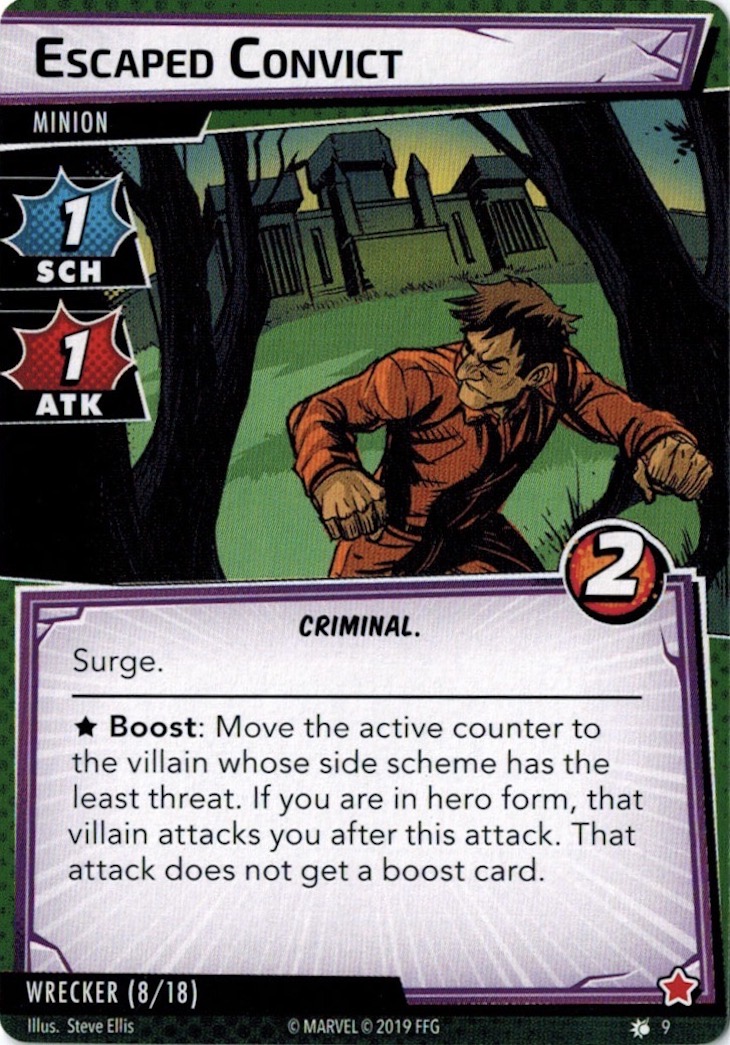 ESCAPED CONVICT
MINION
1
SCH
1
ATK
2
CRIMINAL.
Surge.
★ Boost: Move the active counter to
the villain whose side scheme has the
least threat. If you are in hero form, that
villain attacks you after this attack. That
attack does not get a boost card.
WRECKER (8/18)
Illus. Steve Ellis
© MARVEL © 2019 FFG
9